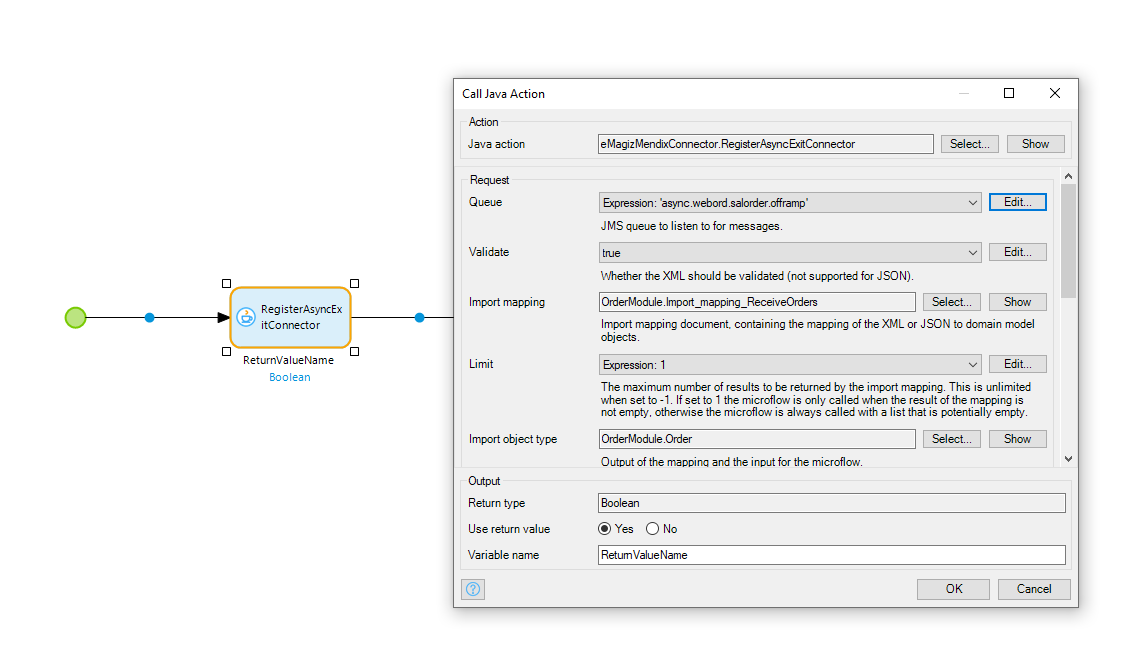 Call Java Action
Action
Java action
eMagizMendixConnector.RegisterAsyncExitConnector
Select...
Show
Request
Queue
Expression: 'async.webord.salorder.offramp'
Edit...
JMS queue to listen to for messages.
Validate
true
Edit...
Whether the XML should be validated (not supported for JSON).
Import mapping
OrderModule.Import_mapping_ReceiveOrders
Select...
Show
Import mapping document, containing the mapping of the XML or JSON to domain model
objects.
Limit
Expression: 1
Edit...
The maximum number of results to be returned by the import mapping. This is unlimited
when set to -1. If set to 1 the microflow is only called when the result of the mapping is
not empty, otherwise the microflow is always called with a list that is potentially empty.
Import object type
OrderModule.Order
Select...
Show
Output of the mapping and the input for the microflow.
Output
Return type
Boolean
Use return value
Yes
No
Variable name
ReturnValueName
?
OK
Cancel
RegisterAsyncEx
itConnector
ReturnValueName
Boolean